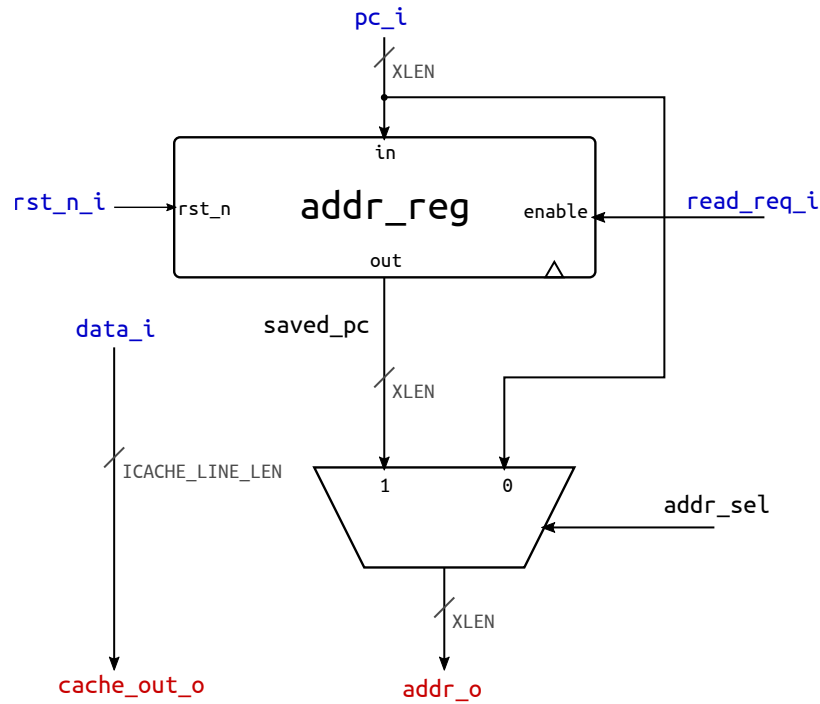 pc_i
XLEN
in
rst_n_i
rst_n
addr_reg
enable
read_req_i
out
saved_pc
data_i
XLEN
ICACHE_LINE_LEN
1
0
addr_sel
XLEN
cache_out_o
addr_o